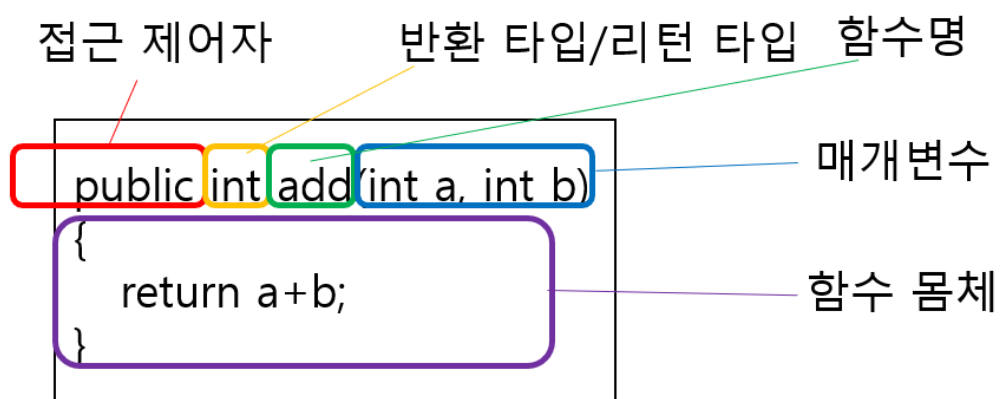 접근 제어자 반환 타입/리턴 타입 함수명
public int add(int a, int b) 매개변수
{
return a+b; 함수 몸체
}